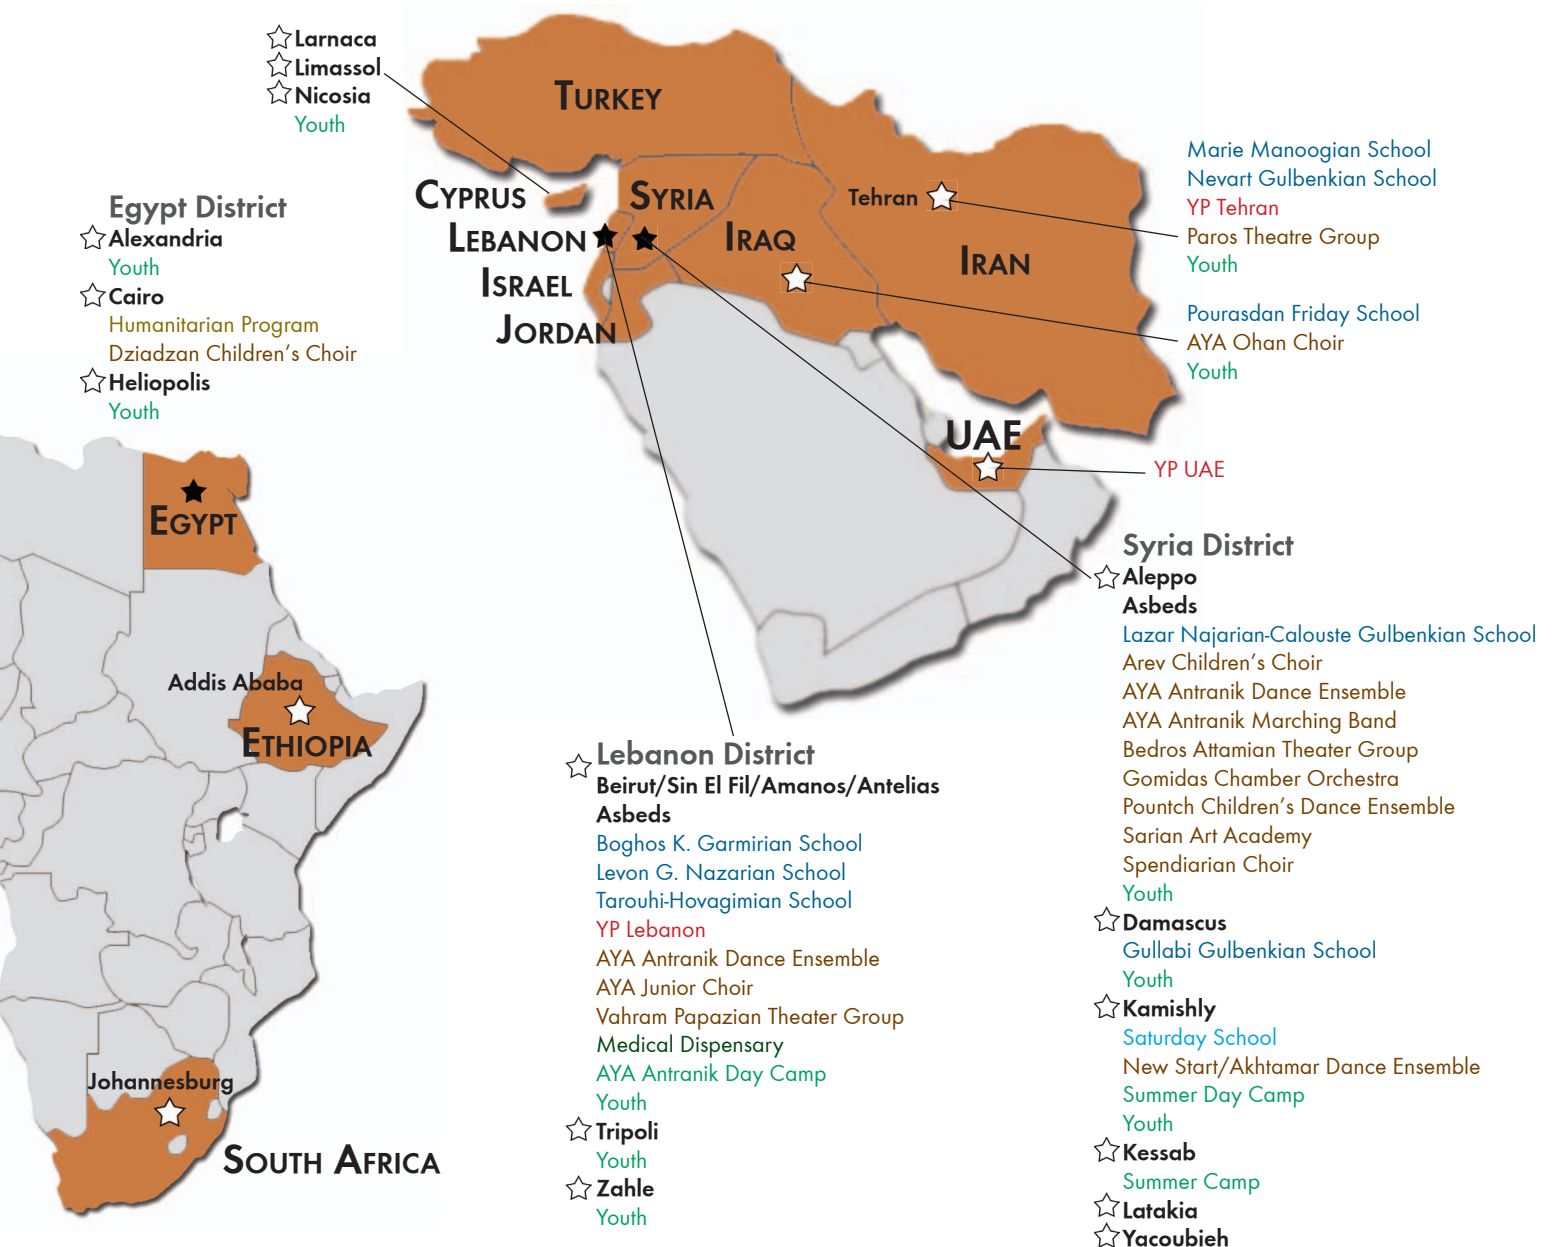 Larnaca
Limassol
Nicosia
Youth
TURKEY
CYPRUS
SYRIA
LEBANON
IRAQ
ISRAEL
JORDAN
Tehran
IRAN
Marie Manoogian School
Nevart Gulbenkian School
YP Tehran
Paros Theatre Group
Youth
Pourasdan Friday School
AYA Ohan Choir
Youth
UAE
YP UAE
Egypt District
Alexandria
Youth
Cairo
Humanitarian Program
Dziadzan Children's Choir
Heliopolis
Youth
EGYPT
Addis Ababa
ETHIOPIA
Johannesburg
SOUTH AFRICA
Lebanon District
Beirut/Sin El Fil/Amanos/Antelias
Asbeds
Boghos K. Garmirian School
Levon G. Nazarian School
Tarouhi-Hovagimian School
YP Lebanon
AYA Antranik Dance Ensemble
AYA Junior Choir
Vahram Papazian Theater Group
Medical Dispensary
AYA Antranik Day Camp
Youth
Tripoli
Youth
Zahle
Youth
Syria District
Aleppo
Asbeds
Lazar Najarian-Calouste Gulbenkian School
Arev Children's Choir
AYA Antranik Dance Ensemble
AYA Antranik Marching Band
Bedros Attamian Theater Group
Gomidas Chamber Orchestra
Pountch Children's Dance Ensemble
Sarian Art Academy
Spendiarian Choir
Youth
Damascus
Gullabi Gulbenkian School
Youth
Kamishly
Saturday School
New Start/Akhtamar Dance Ensemble
Summer Day Camp
Youth
Kessab
Summer Camp
Latakia
Yacoubieh